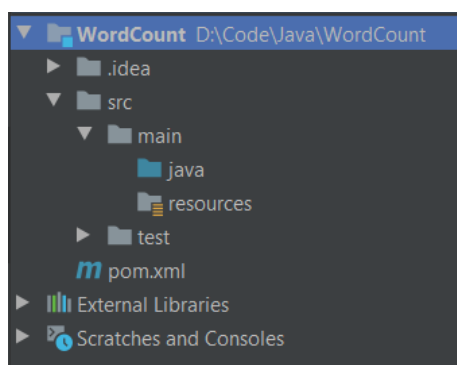 WordCount D:\Code\Java\WordCount
.idea
src
main
java
resources
test
m pom.xml
External Libraries
Scratches and Consoles